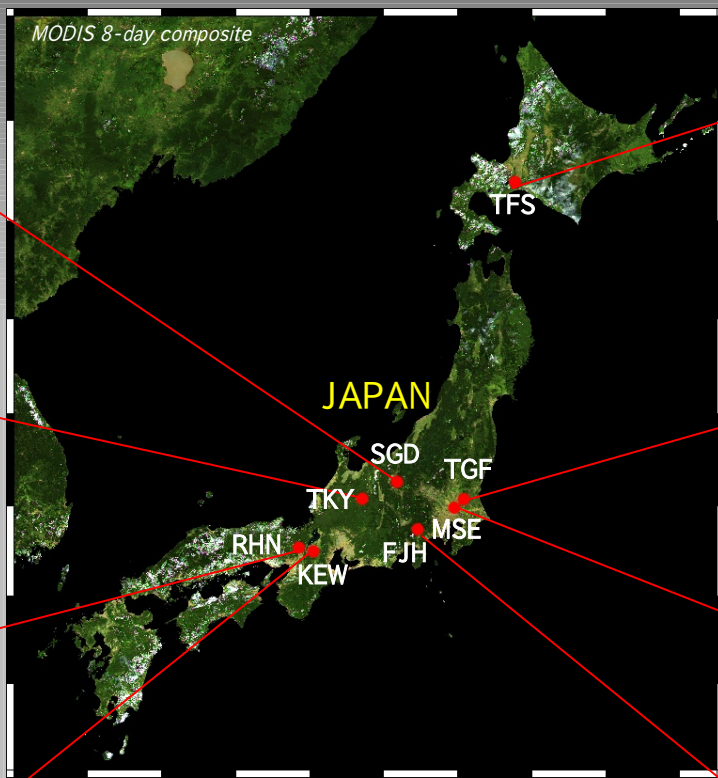 MODIS 8-day composite
TFS
JAPAN
SGD
TGF
TKY
MSE
RHN
FJH
KEW